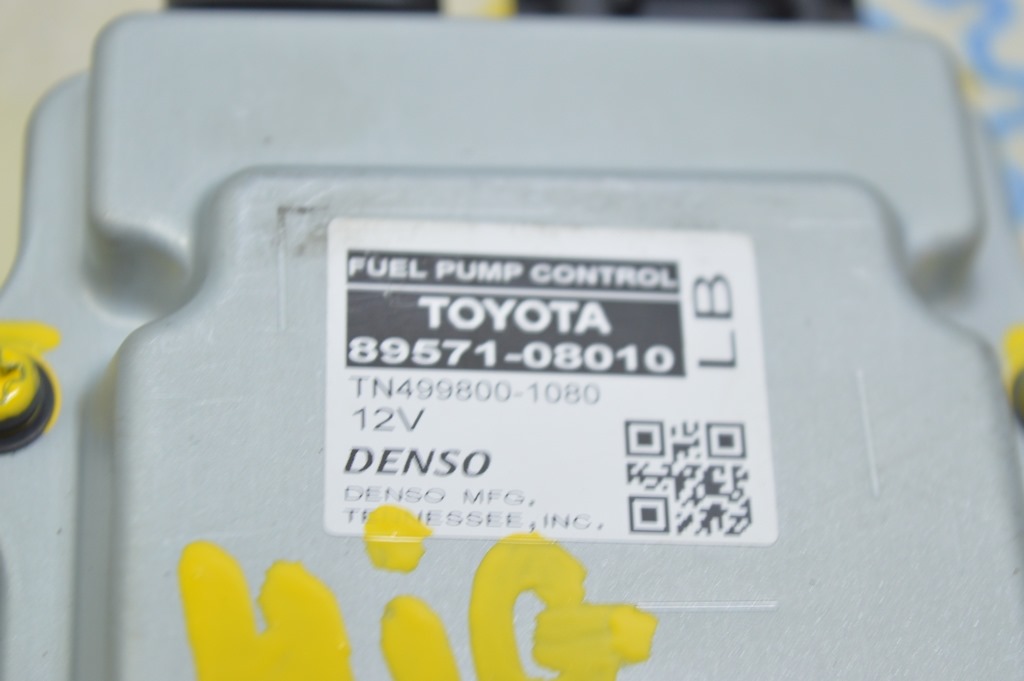 FUEL PUMP CONTROL
TOYOTA
89571-08010
LB
TN499800-1080
12V
DENSO
DENSO MFG,
TENNESSEE, INC.